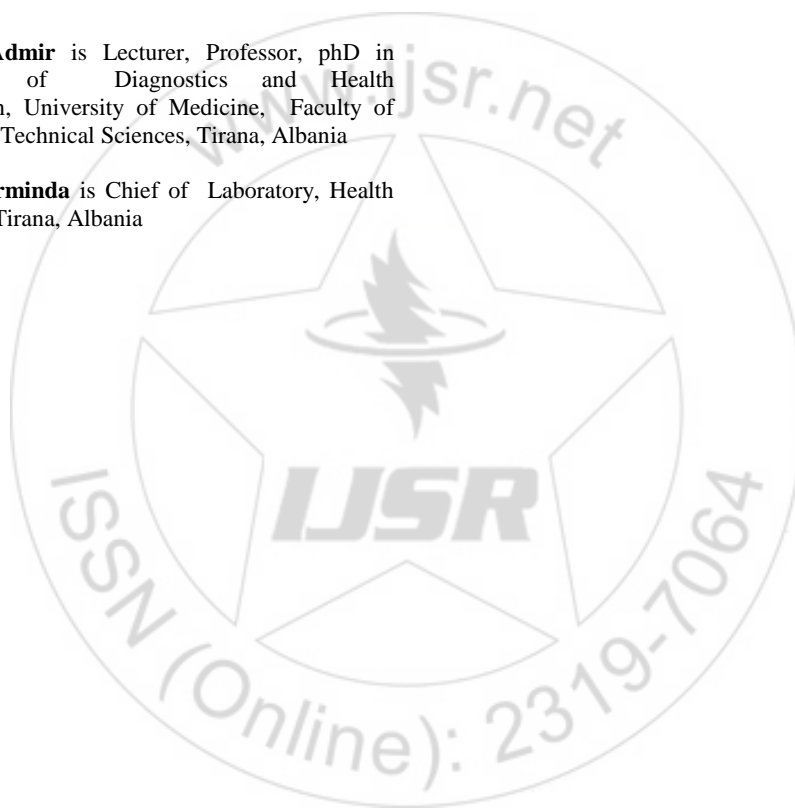 Admir is Lecturer, Professor, phD in
of Diagnostics and Health
University of Medicine, Faculty of
Technical Sciences, Tirana, Albania
is Chief of Laboratory, Health
Tirana, Albania
www.ijsr.net
IJSR
ISSN (Online): 2319-7064